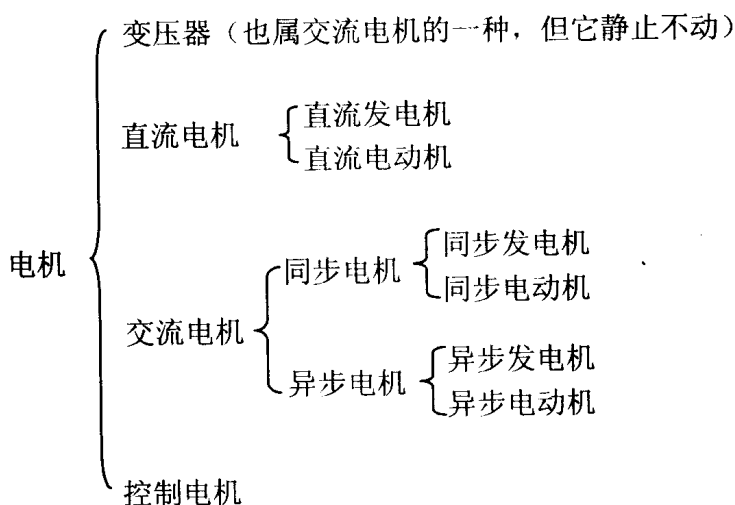 变压器（也属交流电机的一种，但它静止不动）
直流电机
直流发电机
直流电动机
电机
交流电机
同步电机
同步发电机
同步电动机
异步电机
异步发电机
异步电动机
控制电机